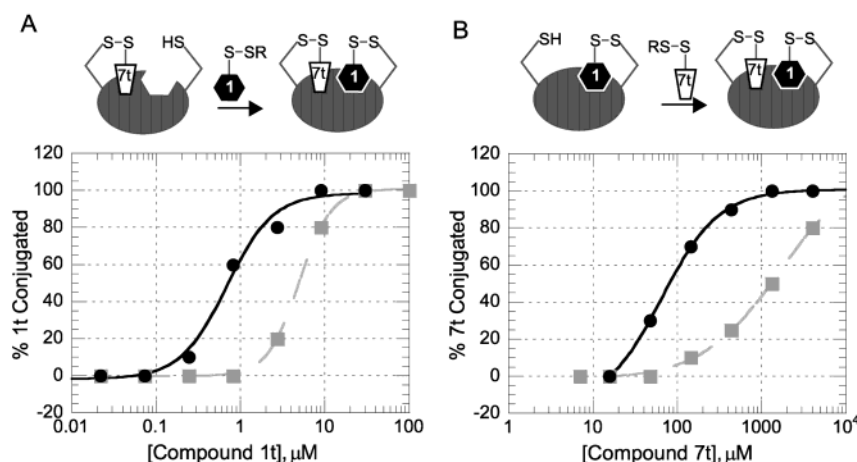 A
S–S
HS
7t
S–SR
1
S–S
S–S
7t
1
B
SH
S–S
1
RS–S
7t
S–S
S–S
7t
1
120
100
80
60
40
20
0
-20
% 1t Conjugated
0.01
0.1
1
10
100
[Compound 1t], μM
120
100
80
60
40
20
0
-20
% 7t Conjugated
1
10
100
1000
10⁴
[Compound 7t], μM